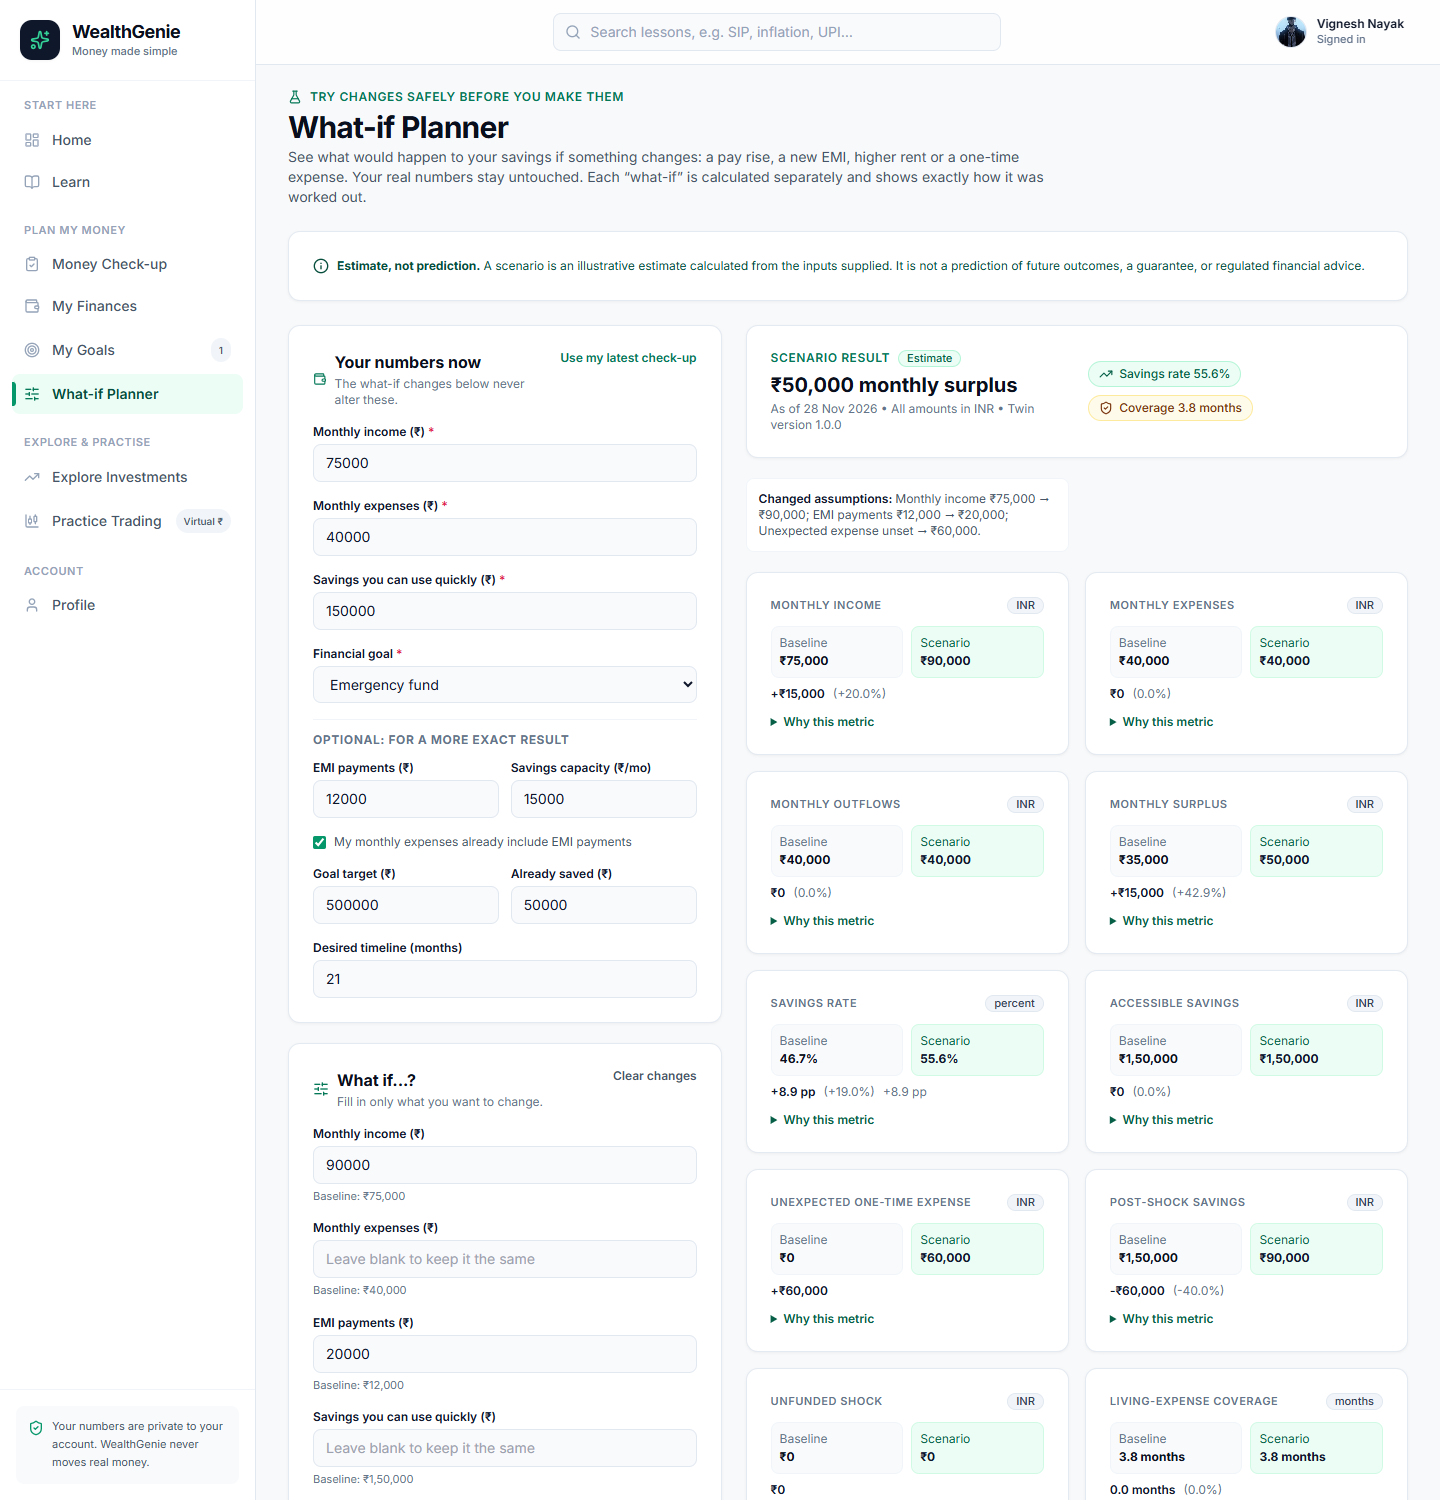 WealthGenie
Money made simple
Search lessons, e.g. SIP, inflation, UPI...
Vignesh Nayak
Signed in
START HERE
Home
Learn
PLAN MY MONEY
Money Check-up
My Finances
My Goals
1
What-if Planner
EXPLORE & PRACTISE
Explore Investments
Practice Trading
Virtual ₹
ACCOUNT
Profile
Your numbers are private to your
account. WealthGenie never
moves real money.
TRY CHANGES SAFELY BEFORE YOU MAKE THEM
What-if Planner
See what would happen to your savings if something changes: a pay rise, a new EMI, higher rent or a one-time
expense. Your real numbers stay untouched. Each “what-if” is calculated separately and shows exactly how it was
worked out.
Estimate, not prediction. A scenario is an illustrative estimate calculated from the inputs supplied. It is not a prediction of future outcomes, a guarantee, or regulated financial advice.
Your numbers now
Use my latest check-up
The what-if changes below never
alter these.
Monthly income (₹) *
75000
Monthly expenses (₹) *
40000
Savings you can use quickly (₹) *
150000
Financial goal *
Emergency fund
OPTIONAL: FOR A MORE EXACT RESULT
EMI payments (₹)
Savings capacity (₹/mo)
12000
15000
My monthly expenses already include EMI payments
Goal target (₹)
Already saved (₹)
500000
50000
Desired timeline (months)
21
What if…?
Clear changes
Fill in only what you want to change.
Monthly income (₹)
90000
Baseline: ₹75,000
Monthly expenses (₹)
Leave blank to keep it the same
Baseline: ₹40,000
EMI payments (₹)
20000
Baseline: ₹12,000
Savings you can use quickly (₹)
Leave blank to keep it the same
Baseline: ₹1,50,000
SCENARIO RESULT
Estimate
₹50,000 monthly surplus
As of 28 Nov 2026 • All amounts in INR • Twin
version 1.0.0
Savings rate 55.6%
Coverage 3.8 months
Changed assumptions: Monthly income ₹75,000 →
₹90,000; EMI payments ₹12,000 → ₹20,000;
Unexpected expense unset → ₹60,000.
MONTHLY INCOME
INR
Baseline
Scenario
₹75,000
₹90,000
+₹15,000 (+20.0%)
Why this metric
MONTHLY EXPENSES
INR
Baseline
Scenario
₹40,000
₹40,000
₹0 (0.0%)
Why this metric
MONTHLY OUTFLOWS
INR
Baseline
Scenario
₹40,000
₹40,000
₹0 (0.0%)
Why this metric
MONTHLY SURPLUS
INR
Baseline
Scenario
₹35,000
₹50,000
+₹15,000 (+42.9%)
Why this metric
SAVINGS RATE
percent
Baseline
Scenario
46.7%
55.6%
+8.9 pp (+19.0%) +8.9 pp
Why this metric
ACCESSIBLE SAVINGS
INR
Baseline
Scenario
₹1,50,000
₹1,50,000
₹0 (0.0%)
Why this metric
UNEXPECTED ONE-TIME EXPENSE
INR
Baseline
Scenario
₹0
₹60,000
+₹60,000
Why this metric
POST-SHOCK SAVINGS
INR
Baseline
Scenario
₹1,50,000
₹90,000
-₹60,000 (-40.0%)
Why this metric
UNFUNDED SHOCK
INR
Baseline
Scenario
₹0
₹0
₹0
LIVING-EXPENSE COVERAGE
months
Baseline
Scenario
3.8 months
3.8 months
0.0 months (0.0%)